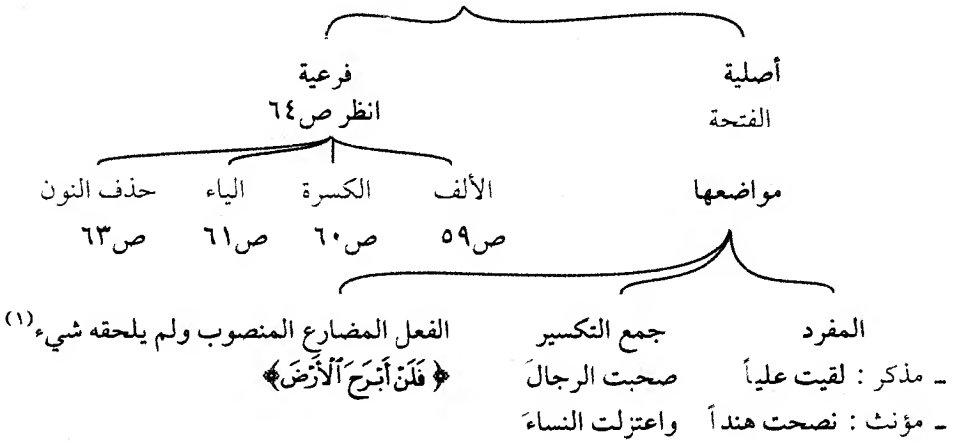 أصلية فرعية
الفتحة انظر ص٦٤
مواضعها الألف الكسرة الياء حذف النون
ص٥٩ ص٦٠ ص٦١ ص٦٣
المفرد جمع التكسير الفعل المضارع المنصوب ولم يلحقه شيء(١)
ـ مذكر : لقيت علياً صحبت الرجالَ ﴿فَلَنْ أَبْرَحَ ٱلْأَرْضَ﴾
ـ مؤنث : نصحت هنداً واعتزلت النساءَ